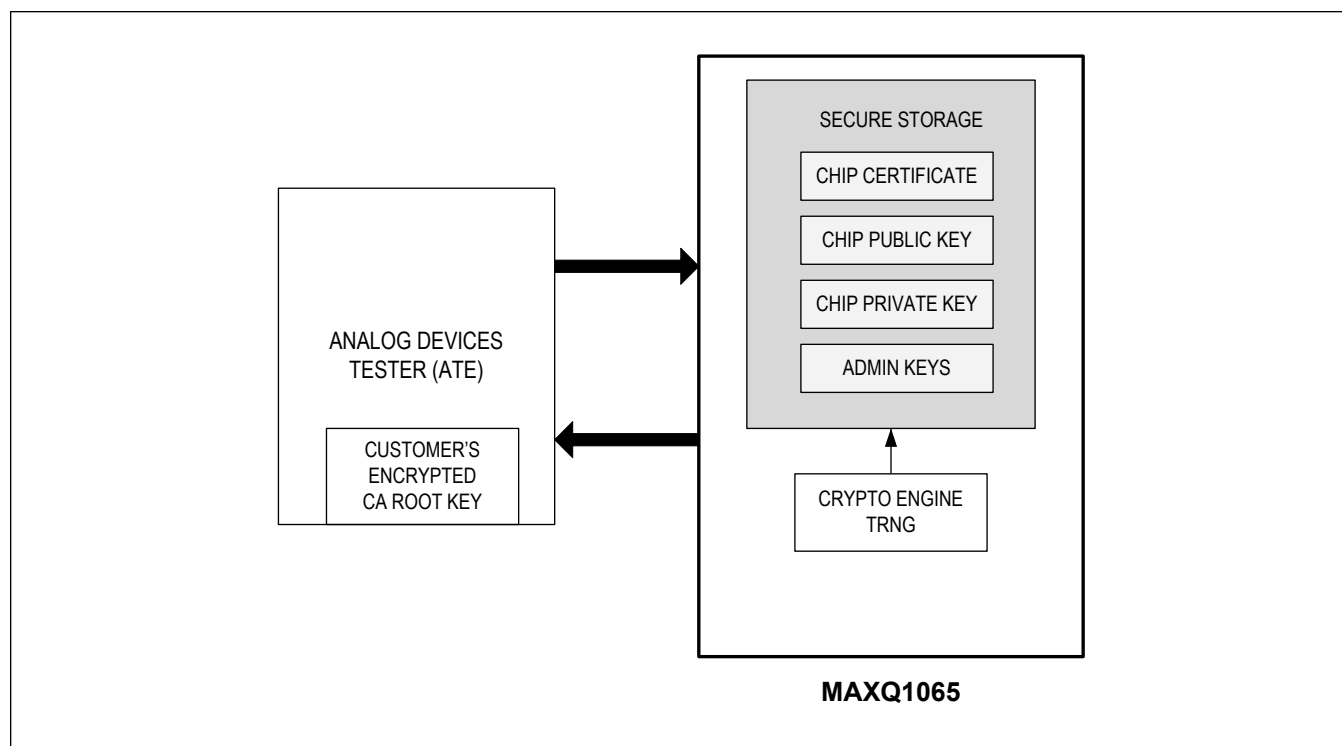 SECURE STORAGE
CHIP CERTIFICATE
CHIP PUBLIC KEY
CHIP PRIVATE KEY
ADMIN KEYS
ANALOG DEVICES
TESTER (ATE)
CUSTOMER'S
ENCRYPTED
CA ROOT KEY
CRYPTO ENGINE
TRNG
MAXQ1065